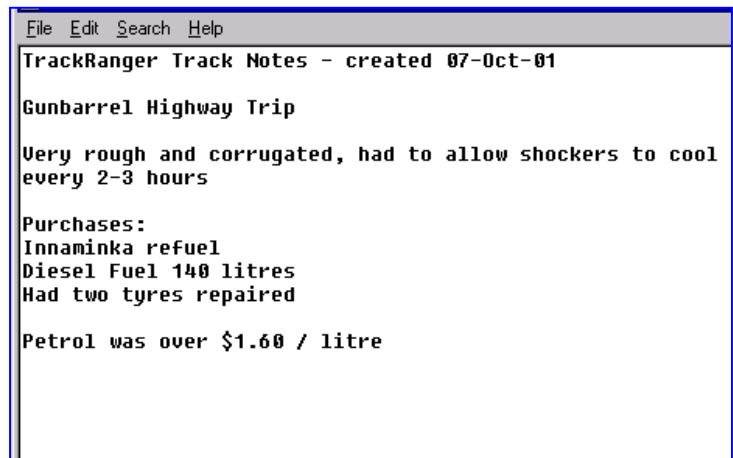 File Edit Search Help
TrackRanger Track Notes - created 07-Oct-01
Gunbarrel Highway Trip
Very rough and corrugated, had to allow shockers to cool
every 2-3 hours
Purchases:
Innaminka refuel
Diesel Fuel 140 litres
Had two tyres repaired
Petrol was over $1.60 / litre